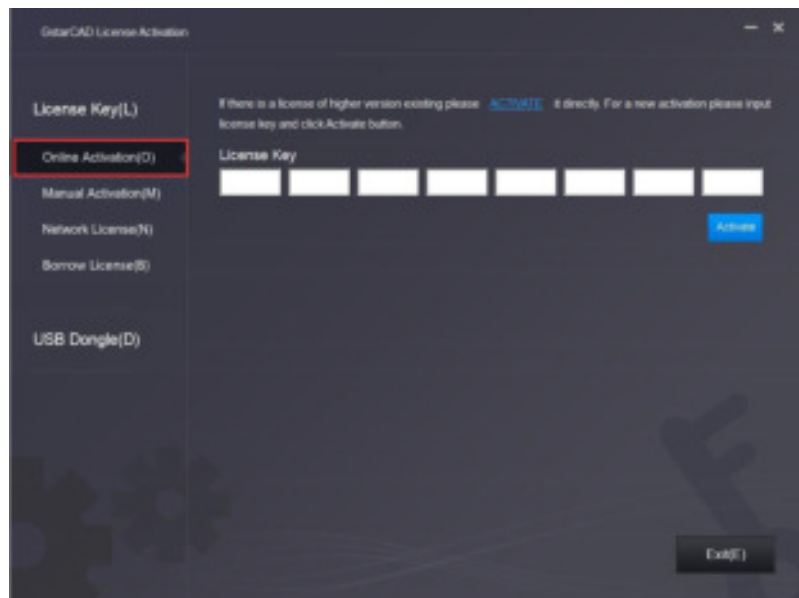 GstarCAD License Activation
License Key(L)
Online Activation(O)
Manual Activation(M)
Network License(N)
Borrow License(B)
USB Dongle(D)
If there is a license of higher version existing please ACTIVATE it directly. For a new activation please input
license key and click Activate button.
License Key
Activate
Exit(E)